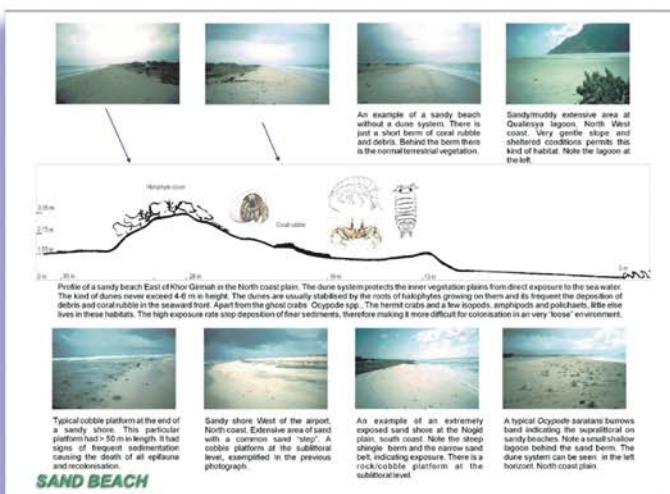 An example of a sandy beach
without a dune system. There is
just a short berm of coral rubble
and debris. Behind the berm there
is the normal terrestrial vegetation.
Sandy/muddy extensive area at
Qualinsya lagoon, North West
coast. Very gentle slope and
sheltered conditions permits this
kind of habitat. Note the lagoon at
the left.
Halophyte cover
Coral rubble
Profile of a sandy beach East of Khor Girmah in the North coast plain. The dune system protects the inner vegetation plains from direct exposure to the sea water.
The kind of dunes never exceed 4-6 m in height. The dunes are usually stabilised by the roots of halophytes growing on them and its frequent the deposition of
debris and coral rubble in the seaward front. Apart from the ghost crabs Ocypode spp., The hermit crabs and a few isopods, amphipods and polichaets, little else
lives in these habitats. The high exposure rate stop deposition of finer sediments, therefore making it more difficult for colonisation in an very "loose" environment.
Typical cobble platform at the end of
a sandy shore. This particular
platform had > 50 m in length. It had
signs of frequent sedimentation
causing the death of all epifauna
and recolonisation.
Sandy shore West of the airport,
North coast. Extensive area of sand
with a common sand "step". A
cobble platform at the sublittoral
level, exemplified in the previous
photograph.
An example of an extremely
exposed sand shore at the Nogid
plain, south coast. Note the steep
shingle berm and the narrow sand
belt, indicating exposure. There is a
rock/cobble platform at the
sublittoral level.
A typical Ocypode saratans burrows
band indicating the supralittoral on
sandy beaches. Note a small shallow
lagoon behind the sand berm. The
dune system can be seen in the
left horizont. North coast plain.
SAND BEACH